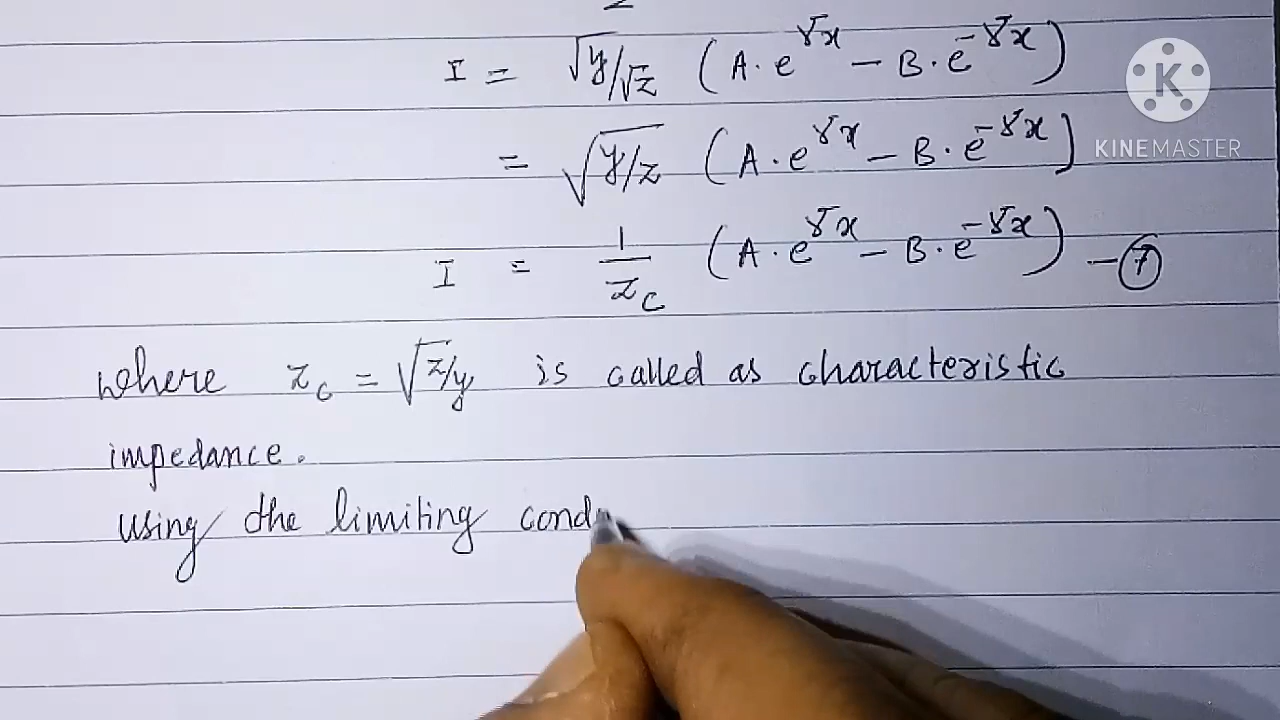 I = √y/√z (A·e^γx − B·e^−γx)
= √y/z (A·e^γx − B·e^−γx)
I = 1/Zc (A·e^γx − B·e^−γx) −⑦
where Zc = √z/y is called as characteristic
impedance.
using the limiting cond
K
KINEMASTER